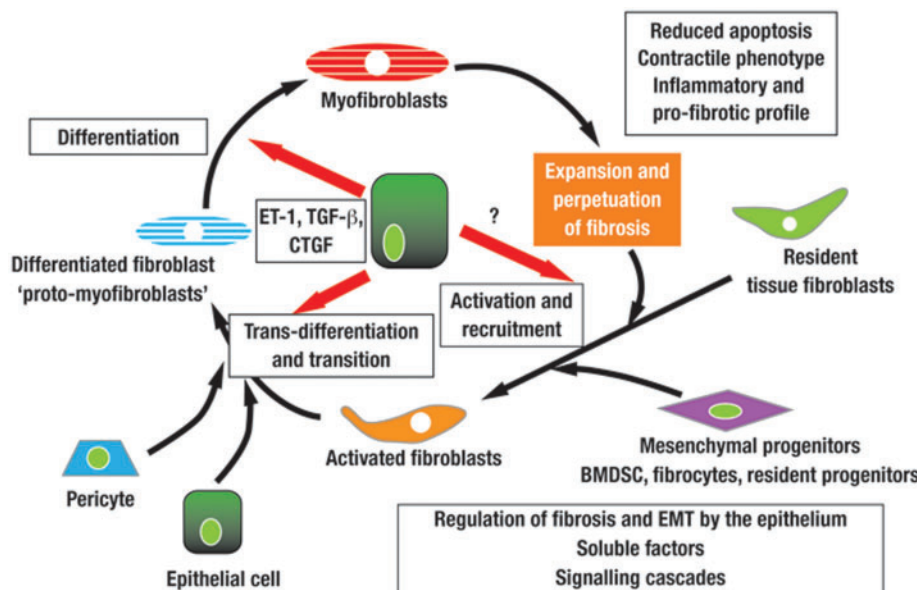 Reduced apoptosis
Contractile phenotype
Inflammatory and
pro-fibrotic profile
Myofibroblasts
Differentiation
Expansion and
perpetuation
of fibrosis
ET-1, TGF-β,
CTGF
?
Differentiated fibroblast
‘proto-myofibroblasts’
Resident
tissue fibroblasts
Activation and
recruitment
Trans-differentiation
and transition
Activated fibroblasts
Mesenchymal progenitors
BMDSC, fibrocytes, resident progenitors
Pericyte
Epithelial cell
Regulation of fibrosis and EMT by the epithelium
Soluble factors
Signalling cascades